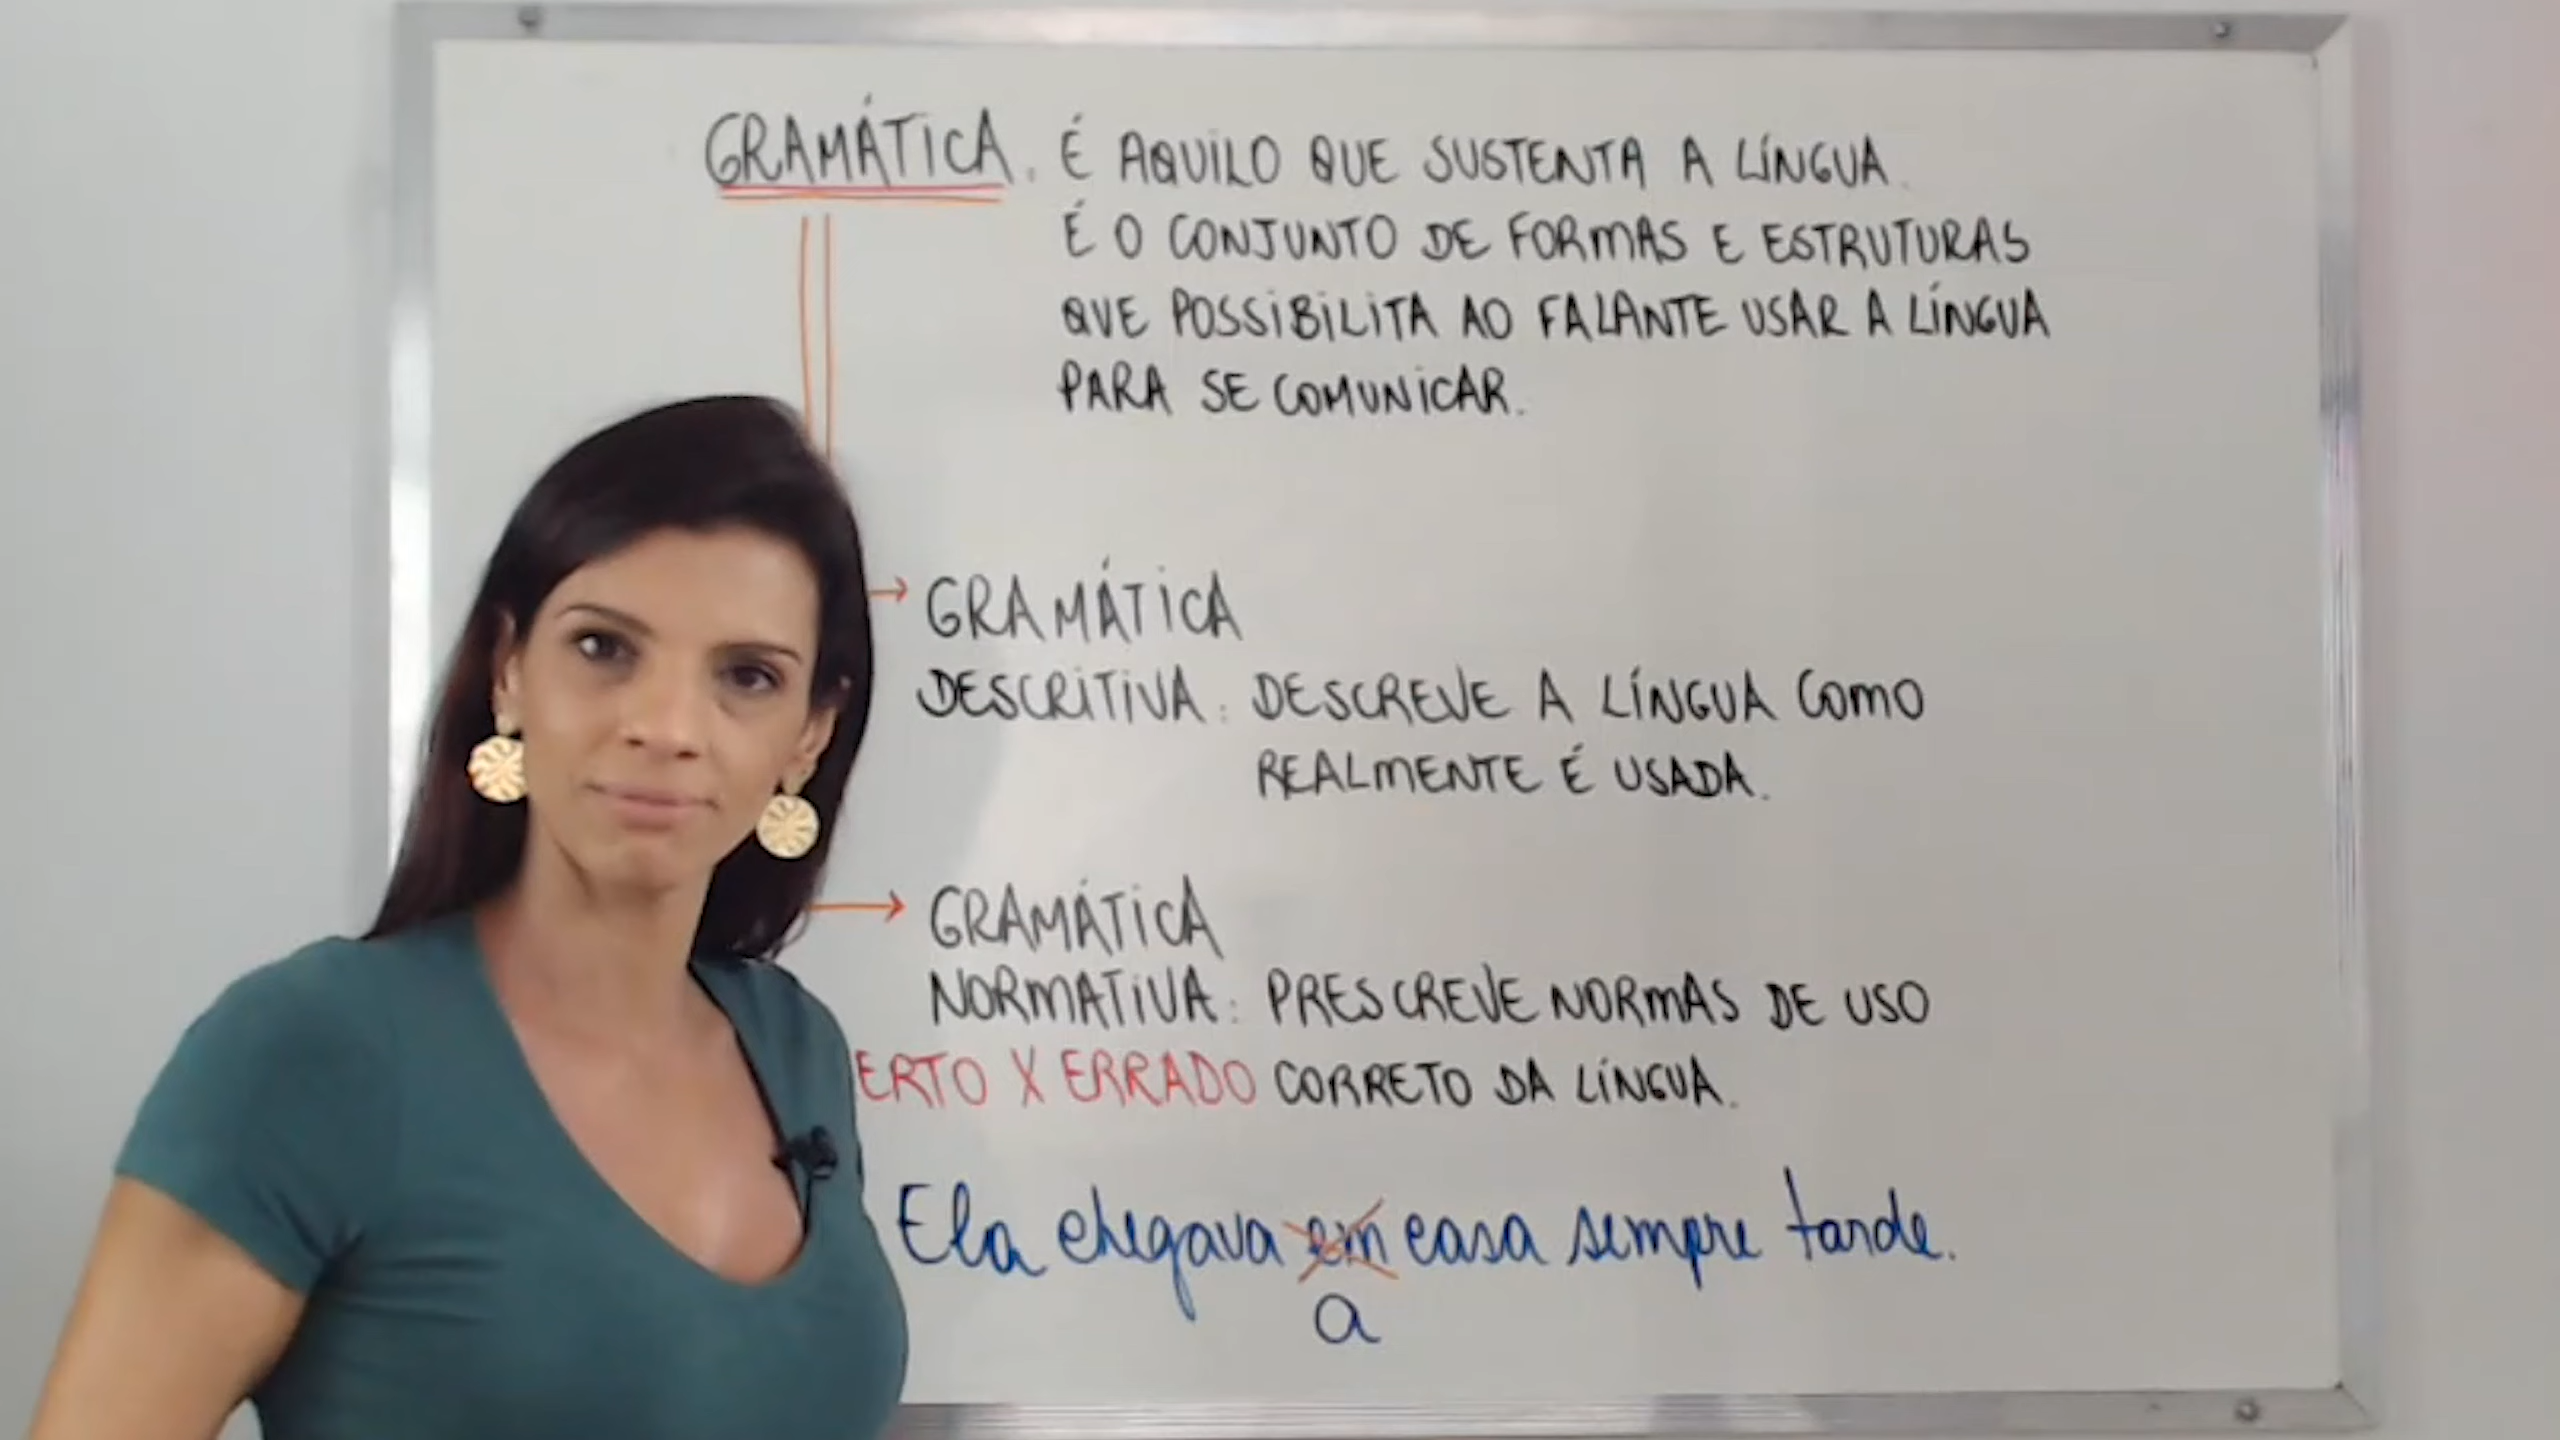 GRAMÁTICA. É AQUILO QUE SUSTENTA A LÍNGUA.
É O CONJUNTO DE FORMAS E ESTRUTURAS
QUE POSSIBILITA AO FALANTE USAR A LÍNGUA
PARA SE COMUNICAR.
GRAMÁTICA
DESCRITIVA: DESCREVE A LÍNGUA COMO
REALMENTE É USADA.
GRAMÁTICA
NORMATIVA: PRESCREVE NORMAS DE USO
ERTO X ERRADO CORRETO DA LÍNGUA.
Ela chegava em casa sempre tarde.
a